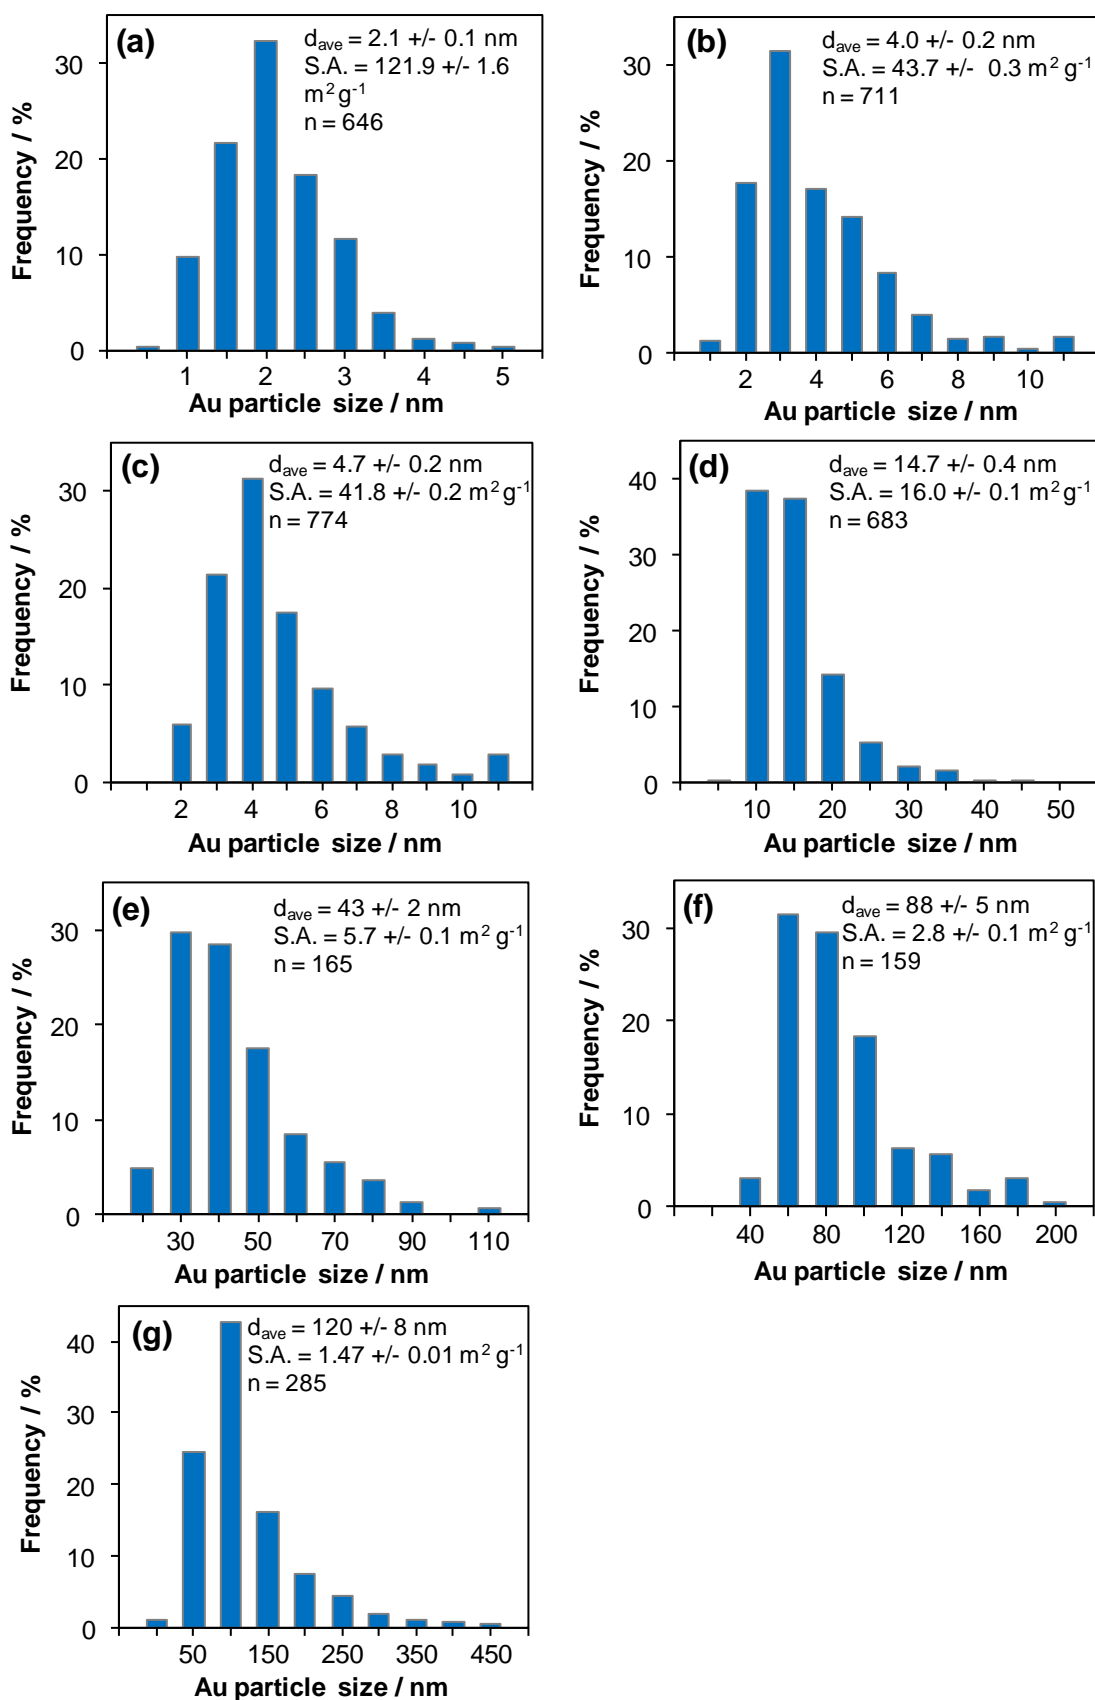 (a)
dave = 2.1 +/- 0.1 nm
S.A. = 121.9 +/- 1.6
m² g⁻¹
n = 646
Frequency / %
30
20
10
0
1 2 3 4 5
Au particle size / nm
(b)
dave = 4.0 +/- 0.2 nm
S.A. = 43.7 +/- 0.3 m² g⁻¹
n = 711
Frequency / %
30
20
10
0
2 4 6 8 10
Au particle size / nm
(c)
dave = 4.7 +/- 0.2 nm
S.A. = 41.8 +/- 0.2 m² g⁻¹
n = 774
Frequency / %
30
20
10
0
2 4 6 8 10
Au particle size / nm
(d)
dave = 14.7 +/- 0.4 nm
S.A. = 16.0 +/- 0.1 m² g⁻¹
n = 683
Frequency / %
40
30
20
10
0
10 20 30 40 50
Au particle size / nm
(e)
dave = 43 +/- 2 nm
S.A. = 5.7 +/- 0.1 m² g⁻¹
n = 165
Frequency / %
30
20
10
0
30 50 70 90 110
Au particle size / nm
(f)
dave = 88 +/- 5 nm
S.A. = 2.8 +/- 0.1 m² g⁻¹
n = 159
Frequency / %
30
20
10
0
40 80 120 160 200
Au particle size / nm
(g)
dave = 120 +/- 8 nm
S.A. = 1.47 +/- 0.01 m² g⁻¹
n = 285
Frequency / %
40
30
20
10
0
50 150 250 350 450
Au particle size / nm